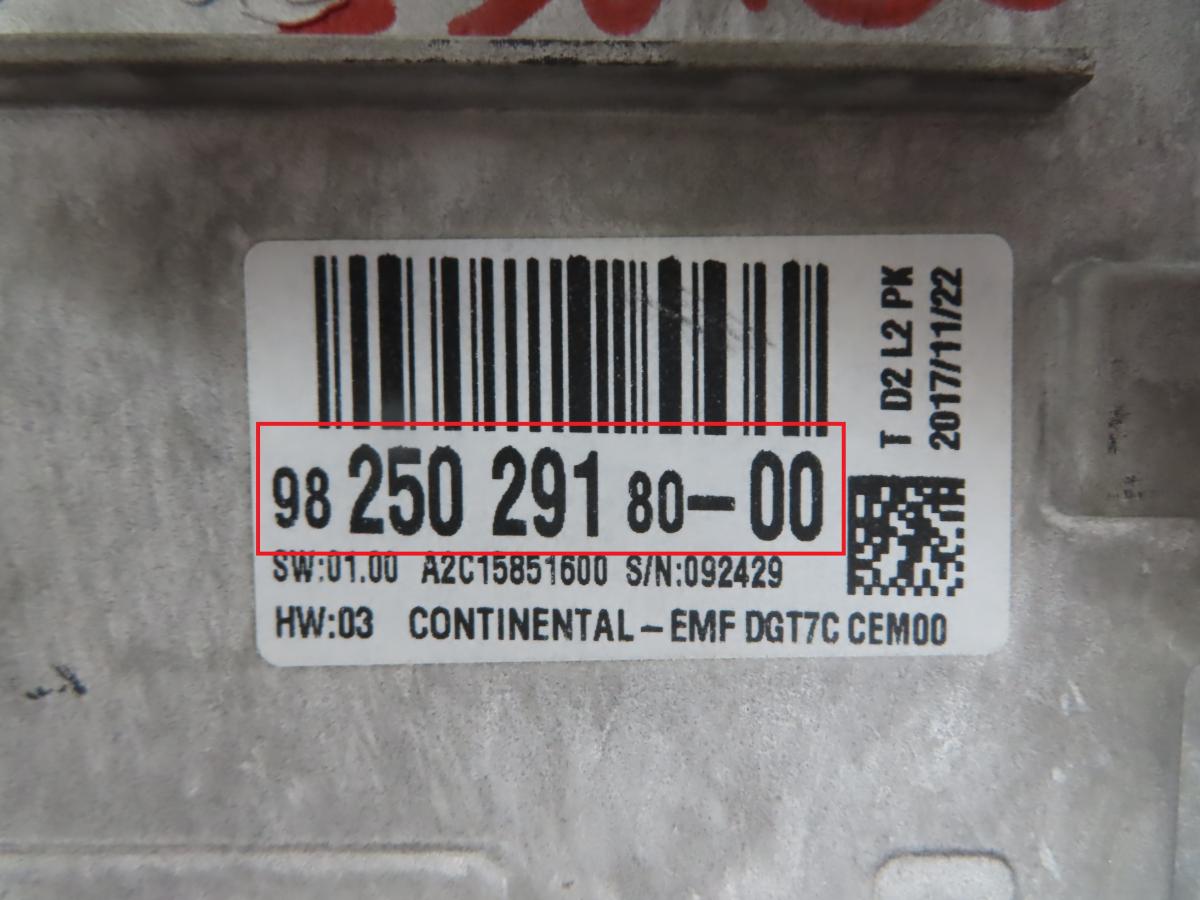 98 250 291 80-00
SW:01.00 A2C15851600 S/N:092429
HW:03 CONTINENTAL-EMF DGT7C CEM00
T D2 L2 PK
2017/11/22